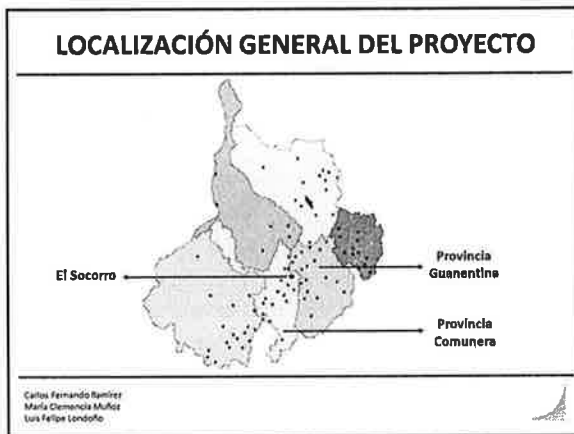 LOCALIZACIÓN GENERAL DEL PROYECTO
El Socorro
Provincia
Guanentina
Provincia
Comunera
Carlos Fernando Ramírez
María Clemencia Muñoz
Luis Felipe Londoño